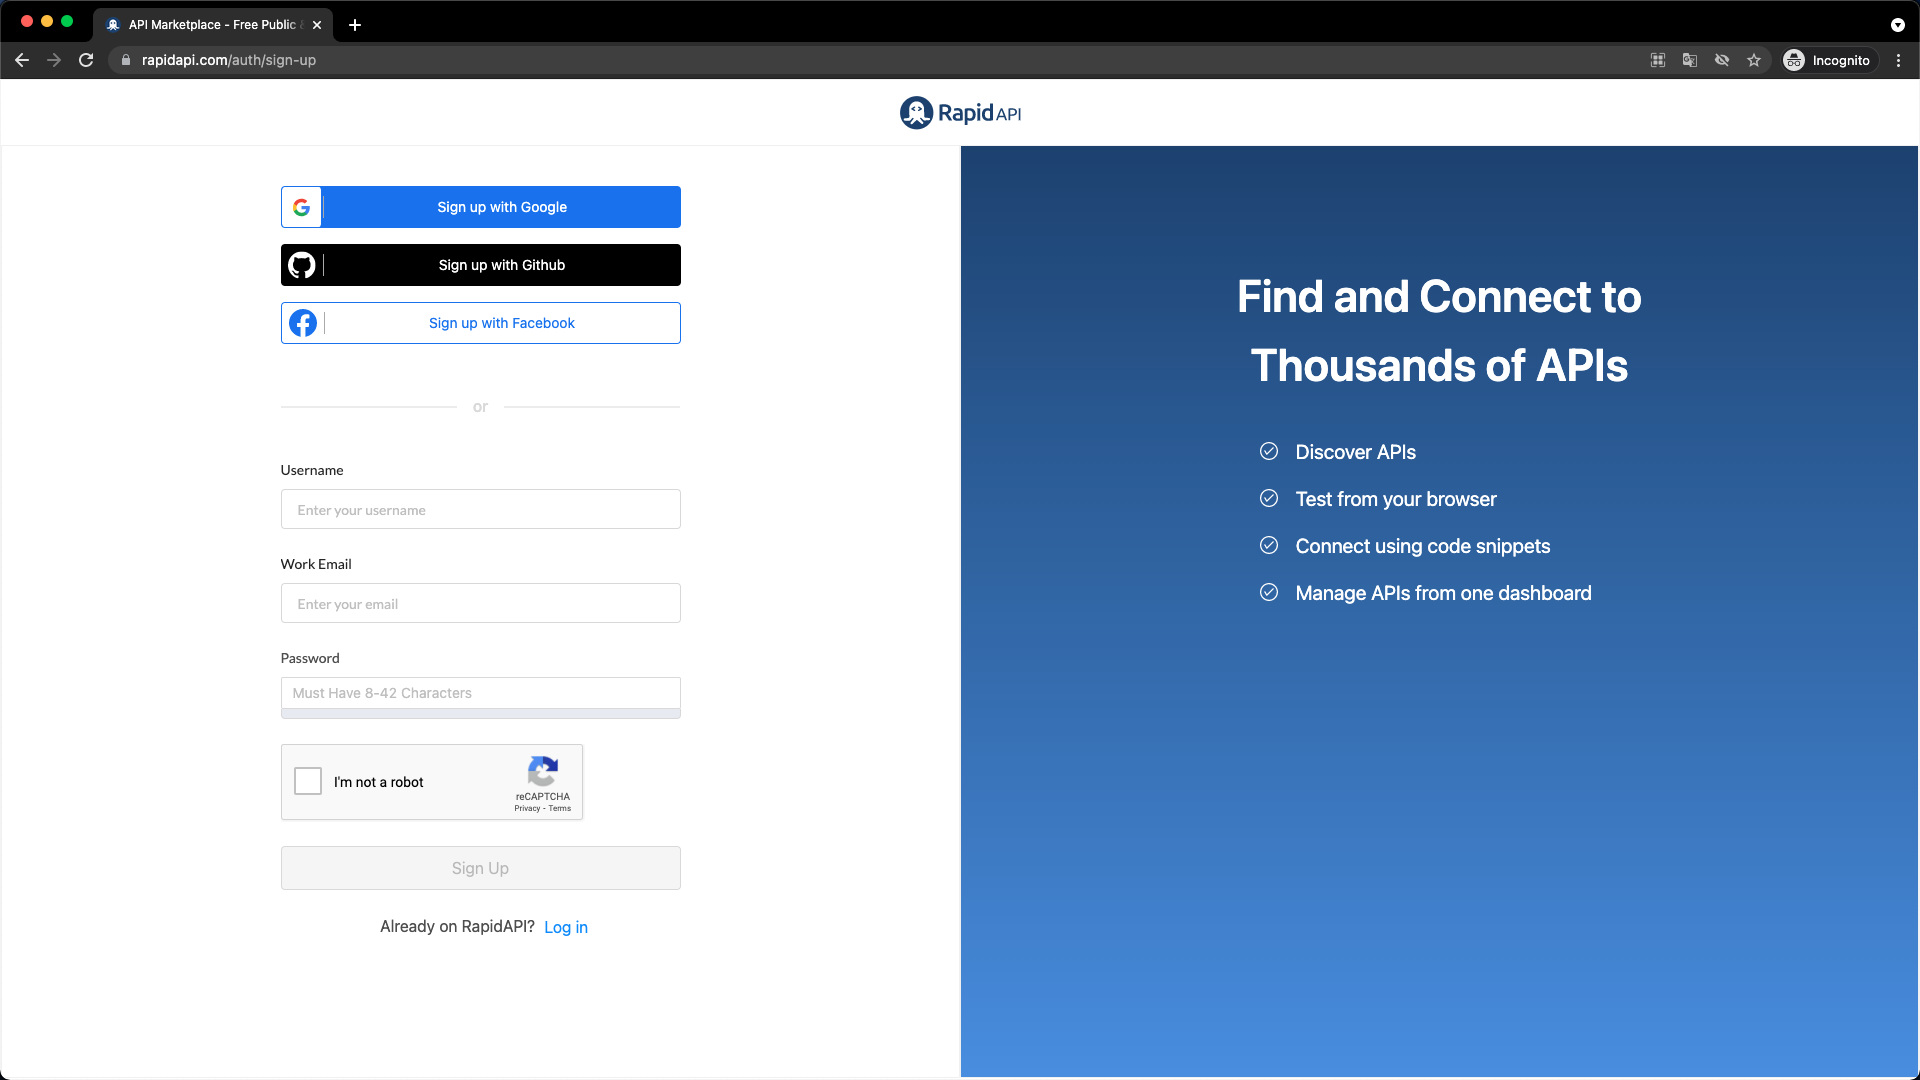 API Marketplace - Free Public
rapidapi.com/auth/sign-up
Incognito
Rapid API
Sign up with Google
Sign up with Github
Sign up with Facebook
or
Username
Enter your username
Work Email
Enter your email
Password
Must Have 8-42 Characters
I'm not a robot
reCAPTCHA
Privacy - Terms
Sign Up
Already on RapidAPI? Log in
Find and Connect to
Thousands of APIs
Discover APIs
Test from your browser
Connect using code snippets
Manage APIs from one dashboard